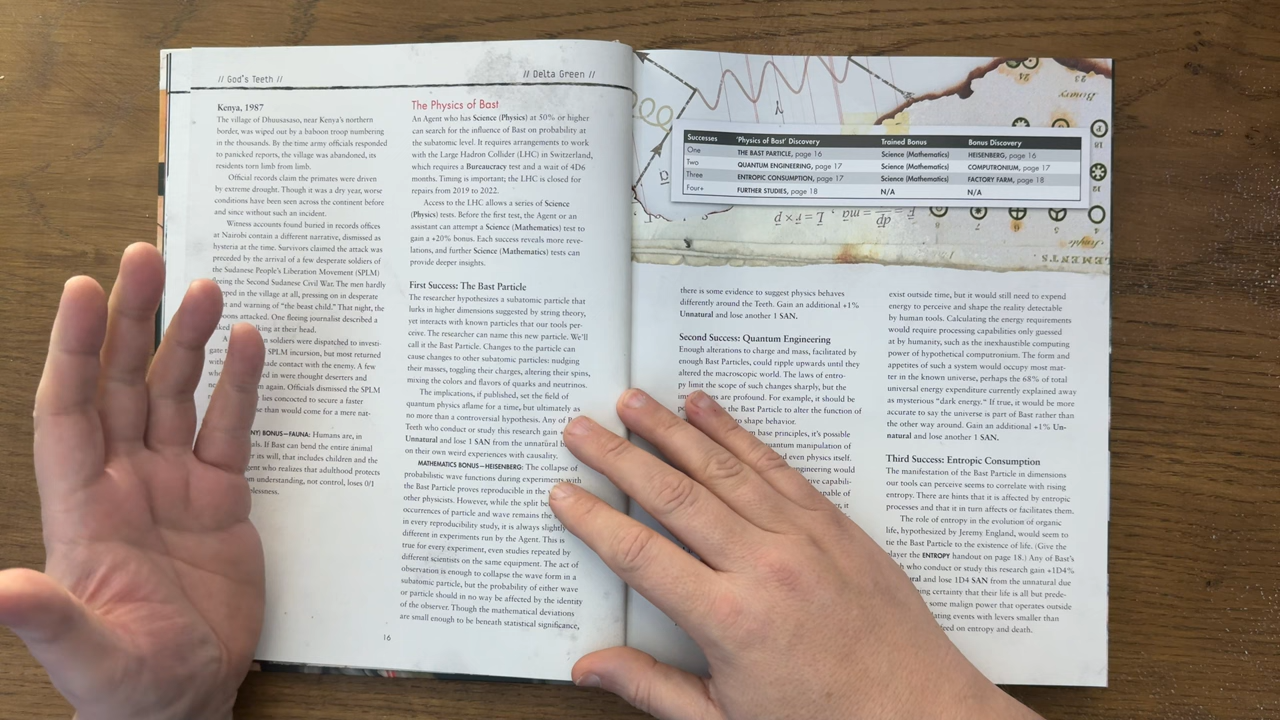 // God's Teeth //
// Delta Green //
Kenya, 1987
The village of Dhuusasaso, near Kenya's northern
border, was wiped out by a baboon troop numbering
in the thousands. By the time army officials responded
to panicked reports, the village was abandoned, its
residents torn limb from limb.
Official records claim the primates were driven
by extreme drought. Though it was a dry year, worse
conditions have been seen across the continent before
and since without such an incident.
Witness accounts found buried in records offices
at Nairobi contain a different narrative, dismissed as
hysteria at the time. Survivors claimed the attack was
preceded by the arrival of a few desperate soldiers of
the Sudanese People's Liberation Movement (SPLM)
fleeing the Second Sudanese Civil War. The men hardly
in the village at all, pressing on in desperate
and warning of "the beast child." That night, the
attacked. One fleeing journalist described a
at their head.
soldiers were dispatched to investi-
gate SPLM incursion, but most returned
contact with the enemy. A few
in were thought deserters and
again. Officials dismissed the SPLM
lies concocted to secure a faster
than would come for a mere nat-
BONUS—FAUNA: Humans are, in
If Bast can bend the entire animal
its will, that includes children and the
who realizes that adulthood protects
understanding, not control, loses 0/1
16
The Physics of Bast
An Agent who has Science (Physics) at 50% or higher
can search for the influence of Bast on probability at
the subatomic level. It requires arrangements to work
with the Large Hadron Collider (LHC) in Switzerland,
which requires a Bureaucracy test and a wait of 4D6
months. Timing is important; the LHC is closed for
repairs from 2019 to 2022.
Access to the LHC allows a series of Science
(Physics) tests. Before the first test, the Agent or an
assistant can attempt a Science (Mathematics) test to
gain a +20% bonus. Each success reveals more reve-
lations, and further Science (Mathematics) tests can
provide deeper insights.
First Success: The Bast Particle
The researcher hypothesizes a subatomic particle that
lurks in higher dimensions suggested by string theory,
yet interacts with known particles that our tools per-
ceive. The researcher can name this new particle. We'll
call it the Bast Particle. Changes to the particle can
cause changes to other subatomic particles: nudging
their masses, toggling their charges, altering their spins,
mixing the colors and flavors of quarks and neutrinos.
The implications, if published, set the field of
quantum physics aflame for a time, but ultimately as
no more than a controversial hypothesis. Any of
Teeth who conduct or study this research gain
Unnatural and lose 1 SAN from the unnatural
on their own weird experiences with causality.
MATHEMATICS BONUS—HEISENBERG: The collapse of
probabilistic wave functions during experiments with
the Bast Particle proves reproducible in the
other physicists. However, while the split
occurrences of particle and wave remains the
in every reproducibility study, it is always slightly
different in experiments run by the Agent. This is
true for every experiment, even studies repeated by
different scientists on the same equipment. The act of
observation is enough to collapse the wave form in a
subatomic particle, but the probability of either wave
or particle should in no way be affected by the identity
of the observer. Though the mathematical deviations
are small enough to be beneath statistical significance,
Successes 'Physics of Bast' Discovery Trained Bonus Bonus Discovery
One THE BAST PARTICLE, page 16 Science (Mathematics) HEISENBERG, page 16
Two QUANTUM ENGINEERING, page 17 Science (Mathematics) COMPUTRONIUM, page 17
Three ENTROPIC CONSUMPTION, page 17 Science (Mathematics) FACTORY FARM, page 18
Four+ FURTHER STUDIES, page 18 N/A N/A
there is some evidence to suggest physics behaves
differently around the Teeth. Gain an additional +1%
Unnatural and lose another 1 SAN.
Second Success: Quantum Engineering
Enough alterations to charge and mass, facilitated by
enough Bast Particles, could ripple upwards until they
altered the macroscopic world. The laws of entro-
py limit the scope of such changes sharply, but the
are profound. For example, it should be
the Bast Particle to alter the function of
to shape behavior.
base principles, it's possible
quantum manipulation of
even physics itself.
engineering would
exist outside time, but it would still need to expend
energy to perceive and shape the reality detectable
by human tools. Calculating the energy requirements
would require processing capabilities only guessed
at by humanity, such as the inexhaustible computing
power of hypothetical computronium. The form and
appetites of such a system would occupy most mat-
ter in the known universe, perhaps the 68% of total
universal energy expenditure currently explained away
as mysterious "dark energy." If true, it would be more
accurate to say the universe is part of Bast rather than
the other way around. Gain an additional +1% Un-
natural and lose another 1 SAN.
Third Success: Entropic Consumption
The manifestation of the Bast Particle in dimensions
our tools can perceive seems to correlate with rising
entropy. There are hints that it is affected by entropic
processes and that it in turn affects or facilitates them.
The role of entropy in the evolution of organic
life, hypothesized by Jeremy England, would seem to
tie the Bast Particle to the existence of life. (Give the
player the ENTROPY handout on page 18.) Any of Bast's
who conduct or study this research gain +1D4%
and lose 1D4 SAN from the unnatural due
certainty that their life is all but prede-
some malign power that operates outside
events with levers smaller than
on entropy and death.